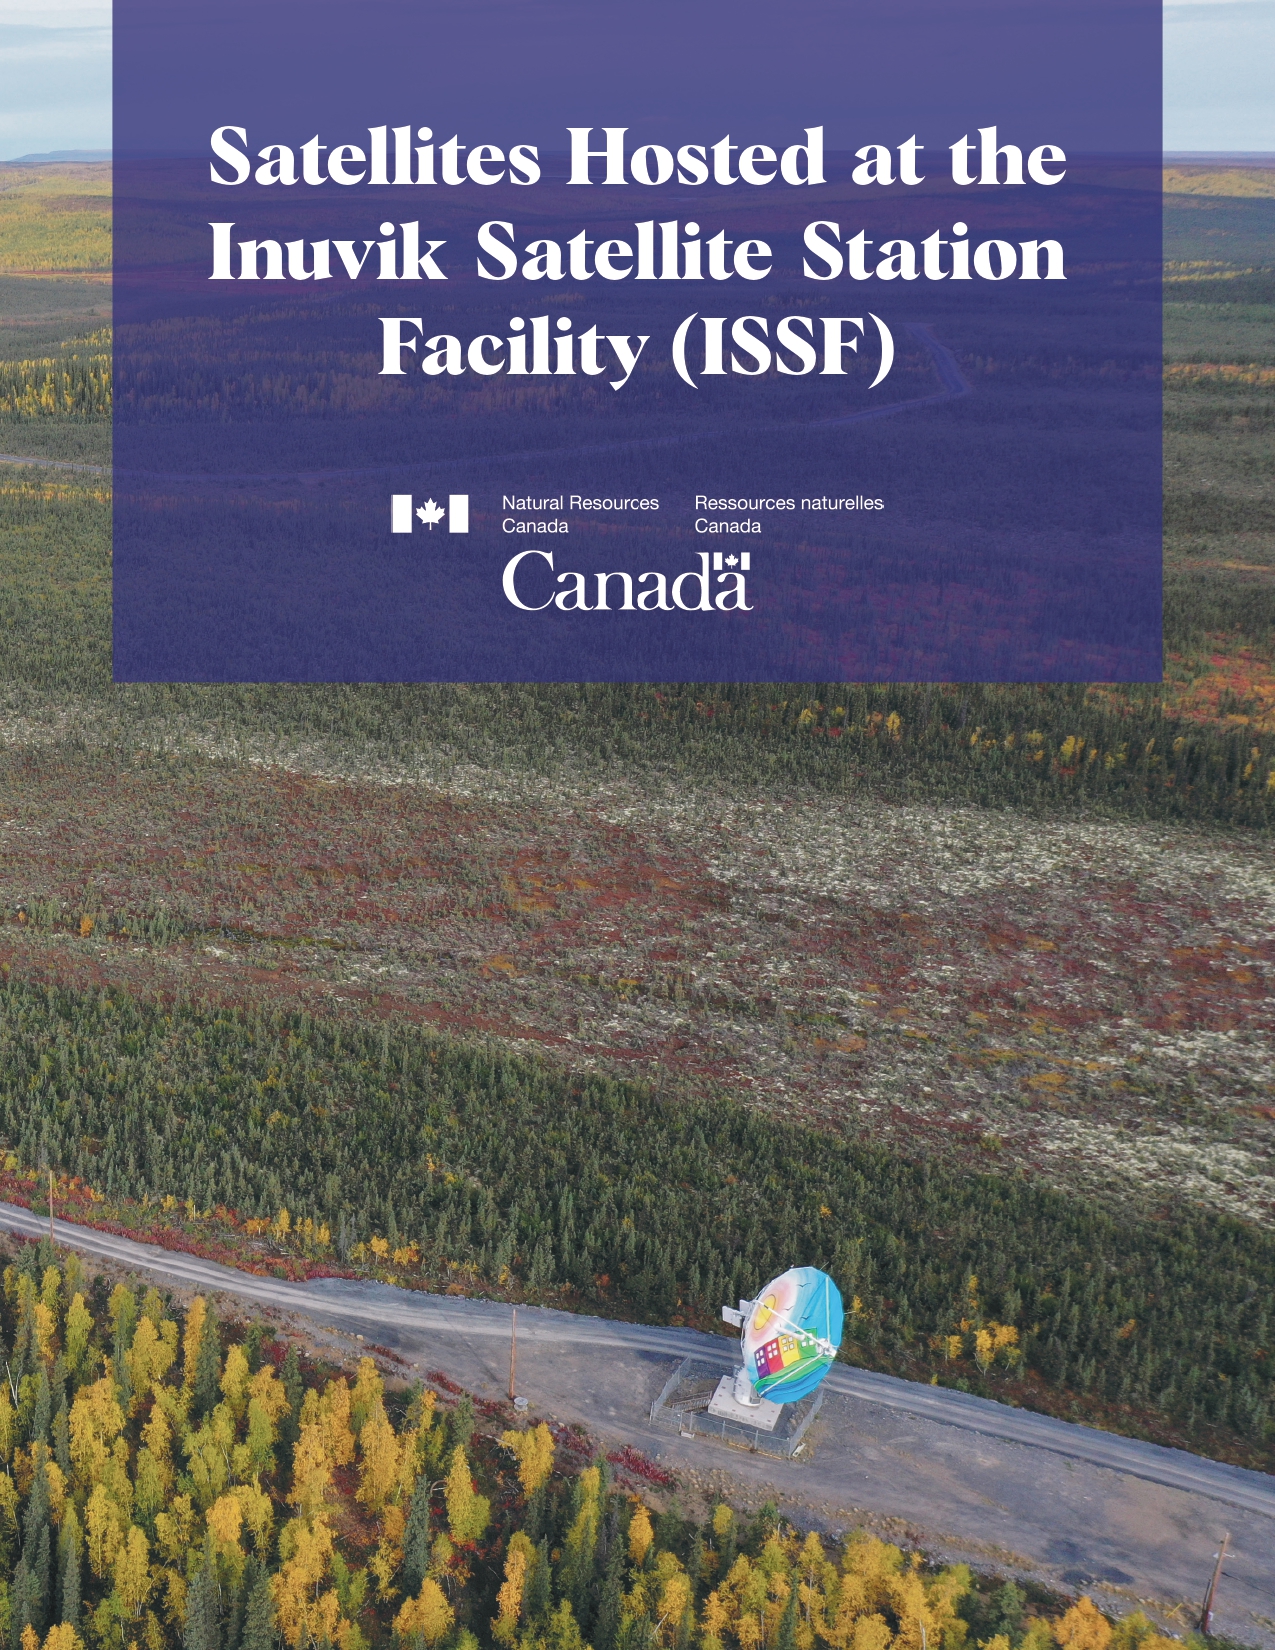 Satellites Hosted at the
Inuvik Satellite Station
Facility (ISSF)
Natural Resources
Canada
Ressources naturelles
Canada
Canada